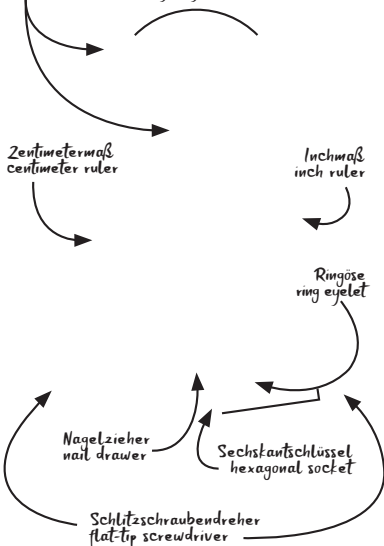 Zentimetermaß
centimeter ruler
Inchmaß
inch ruler
Ringöse
ring eyelet
Nagelzieher
nail drawer
Sechskantschlüssel
hexagonal socket
Schlitzschraubendreher
flat-tip screwdriver